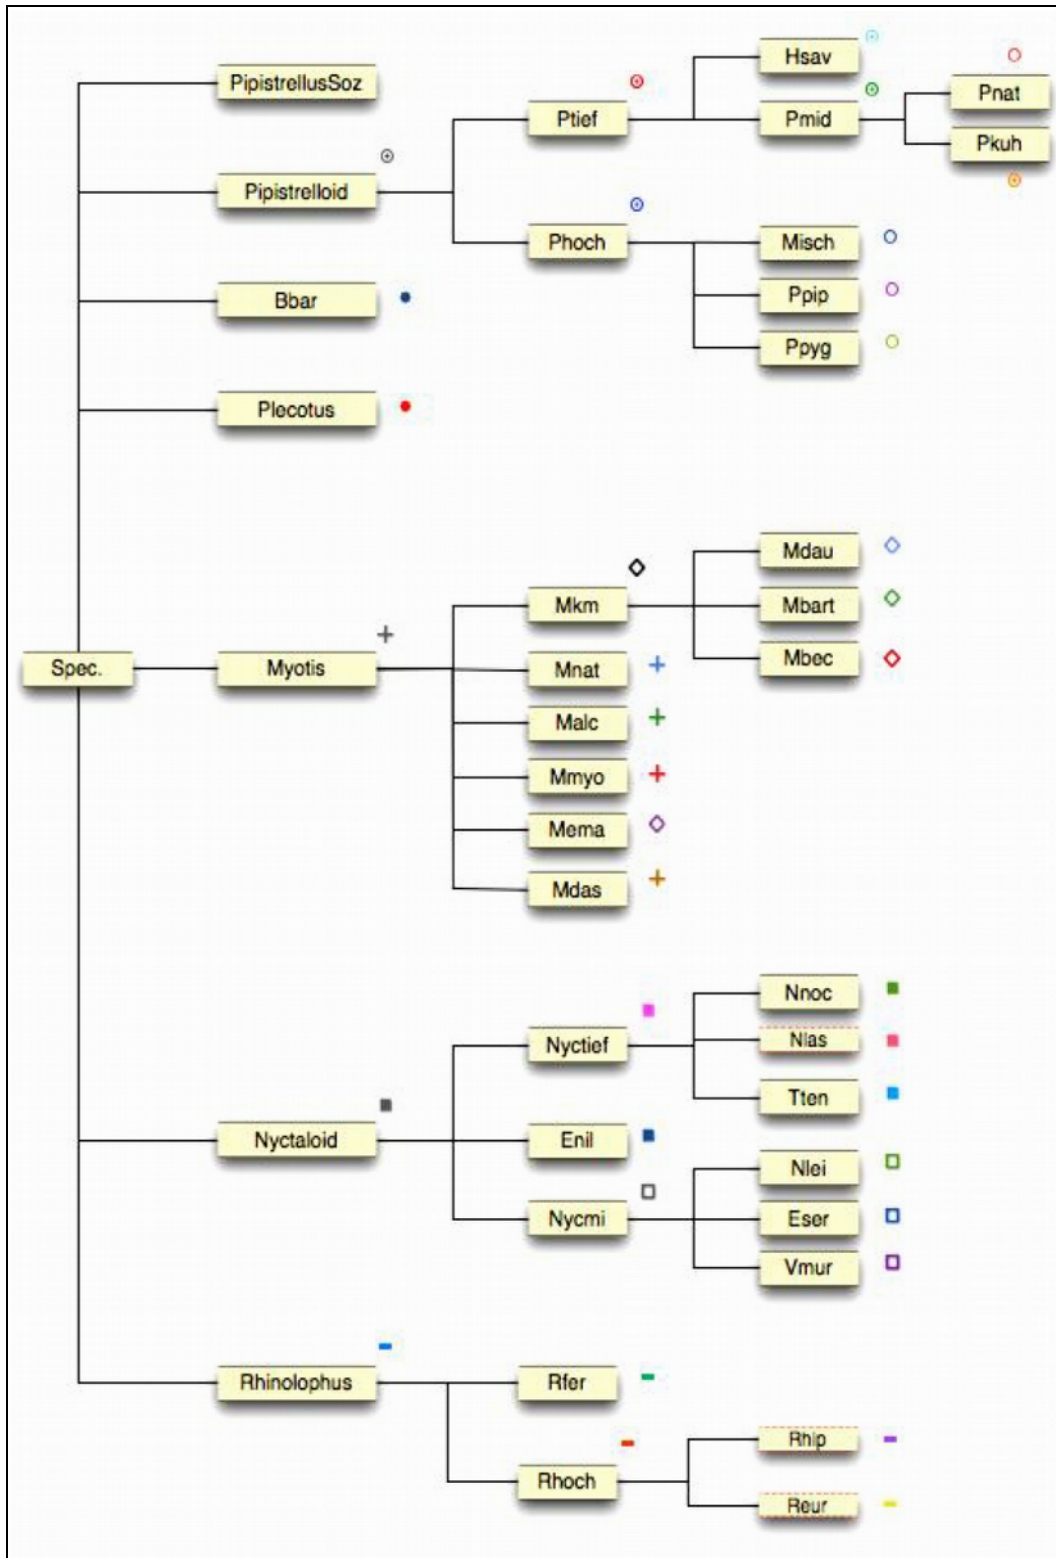 Hsav
PipistrellusSoz
Pnat
Ptief
Pmid
Pkuh
Pipistrelloid
Phoch
Misch
Bbar
Ppip
Ppyg
Plecotus
Mdau
Mkm
Mbart
Spec.
Myotis
Mnat
Mbec
Malc
Mmyo
Mema
Mdas
Nnoc
Nyctief
Nlas
Tten
Nyctaloid
Enil
Nlei
Nycmi
Eser
Vmur
Rhinolophus
Rfer
Rhip
Rhoch
Reur